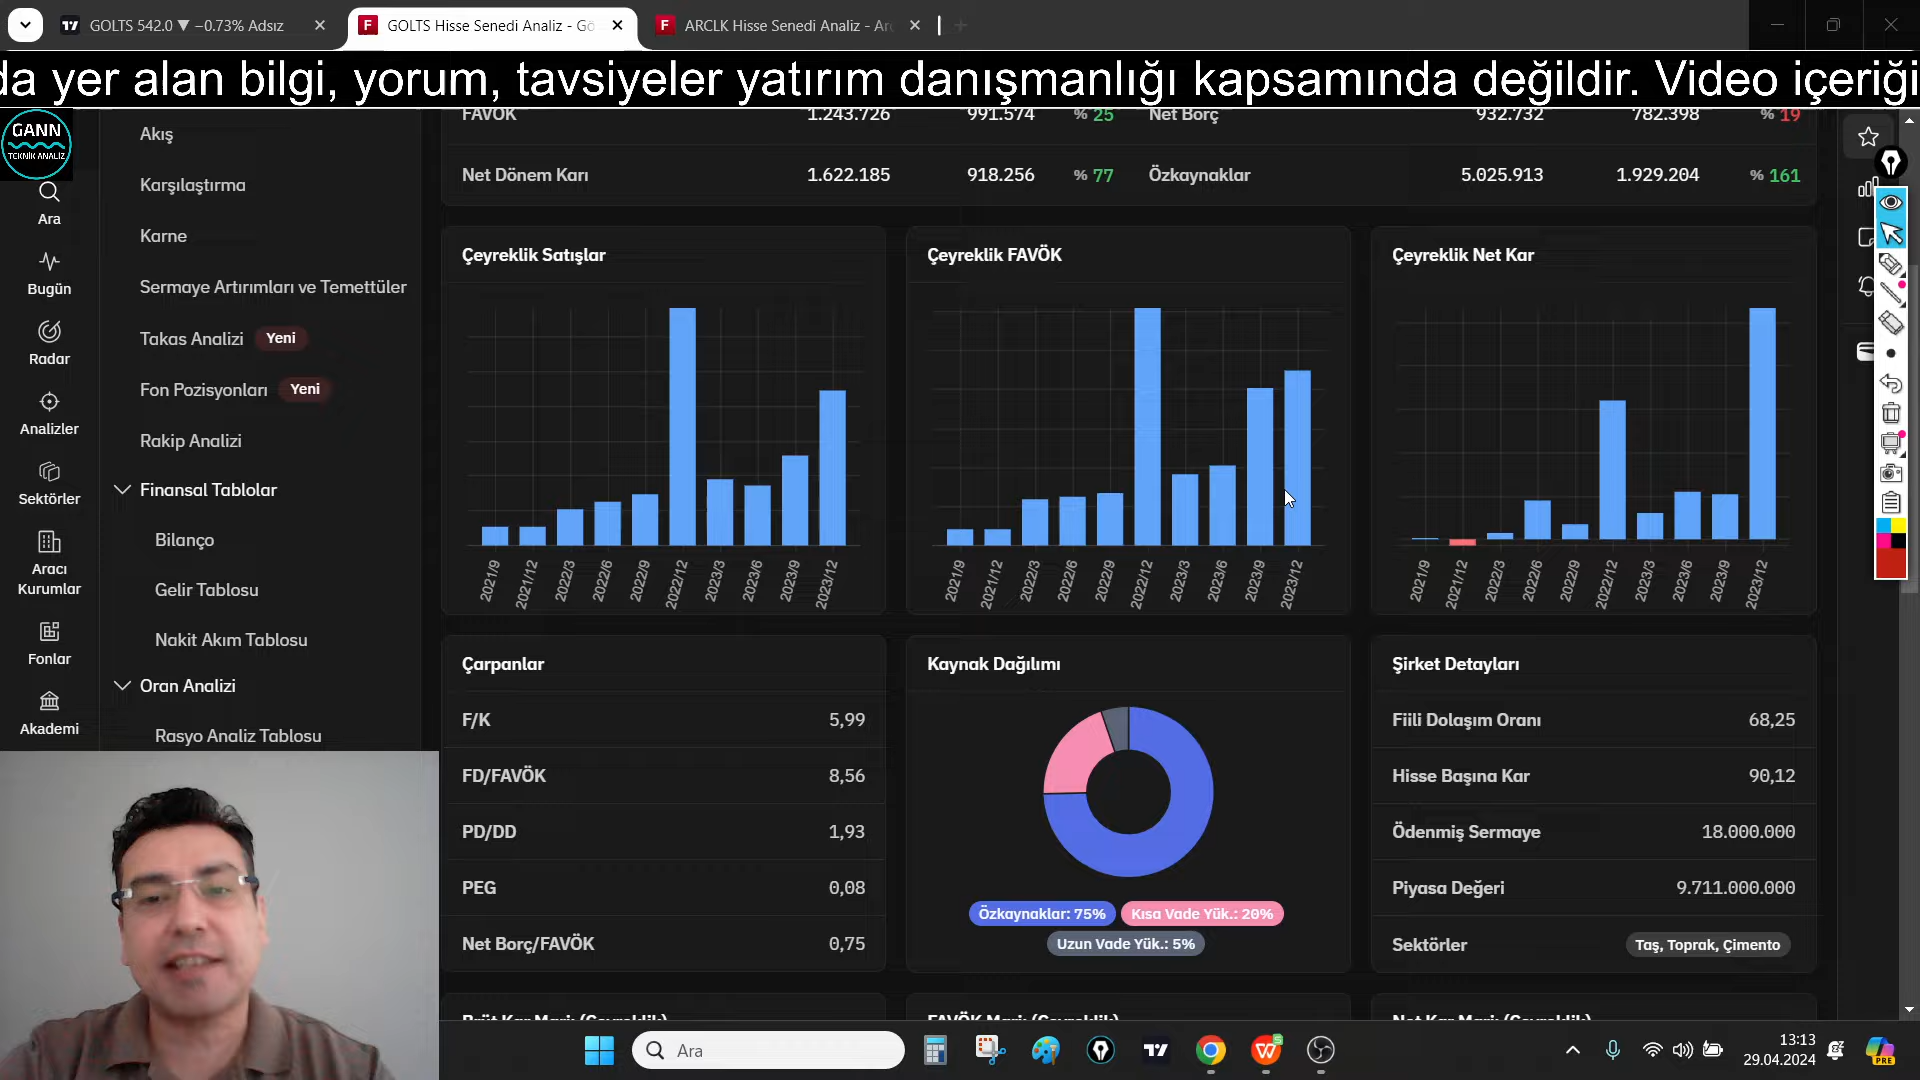 GOLTS 542.0 ▼ −0.73% Adsız
GOLTS Hisse Senedi Analiz - Gö
ARCLK Hisse Senedi Analiz - Ar
da yer alan bilgi, yorum, tavsiyeler yatırım danışmanlığı kapsamında değildir. Video içeriği
GANN
TEKNİK ANALİZ
Ara
Bugün
Radar
Analizler
Sektörler
Aracı
Kurumlar
Fonlar
Akademi
Akış
Karşılaştırma
Karne
Sermaye Artırımları ve Temettüler
Takas Analizi Yeni
Fon Pozisyonları Yeni
Rakip Analizi
Finansal Tablolar
Bilanço
Gelir Tablosu
Nakit Akım Tablosu
Oran Analizi
Rasyo Analiz Tablosu
FAVÖK 1.243.726 991.574 % 25 Net Borç 932.732 782.398 % 19
Net Dönem Karı 1.622.185 918.256 % 77 Özkaynaklar 5.025.913 1.929.204 % 161
Çeyreklik Satışlar
2021/9 2021/12 2022/3 2022/6 2022/9 2022/12 2023/3 2023/6 2023/9 2023/12
Çeyreklik FAVÖK
2021/9 2021/12 2022/3 2022/6 2022/9 2022/12 2023/3 2023/6 2023/9 2023/12
Çeyreklik Net Kar
2021/9 2021/12 2022/3 2022/6 2022/9 2022/12 2023/3 2023/6 2023/9 2023/12
Çarpanlar
F/K 5,99
FD/FAVÖK 8,56
PD/DD 1,93
PEG 0,08
Net Borç/FAVÖK 0,75
Kaynak Dağılımı
Özkaynaklar: 75% Kısa Vade Yük.: 20%
Uzun Vade Yük.: 5%
Şirket Detayları
Fiili Dolaşım Oranı 68,25
Hisse Başına Kar 90,12
Ödenmiş Sermaye 18.000.000
Piyasa Değeri 9.711.000.000
Sektörler Taş, Toprak, Çimento
Brüt Kar Marjı (Çeyreklik)
FAVÖK Marjı (Çeyreklik)
Net Kar Marjı (Çeyreklik)
Ara
13:13
29.04.2024
PRE